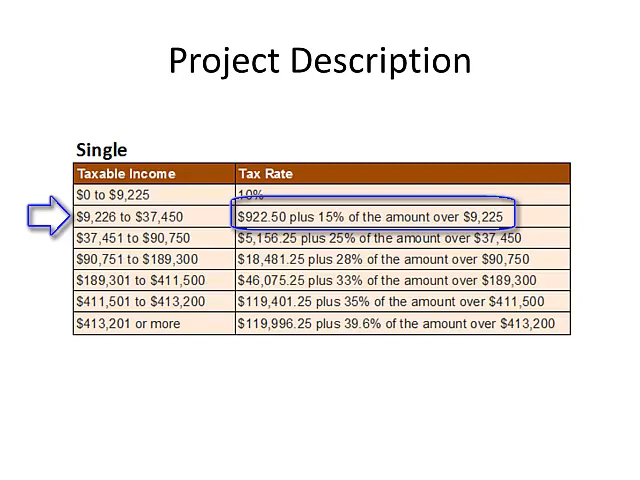 Project Description
Single
Taxable Income Tax Rate
$0 to $9,225 10%
$9,226 to $37,450 $922.50 plus 15% of the amount over $9,225
$37,451 to $90,750 $5,156.25 plus 25% of the amount over $37,450
$90,751 to $189,300 $18,481.25 plus 28% of the amount over $90,750
$189,301 to $411,500 $46,075.25 plus 33% of the amount over $189,300
$411,501 to $413,200 $119,401.25 plus 35% of the amount over $411,500
$413,201 or more $119,996.25 plus 39.6% of the amount over $413,200